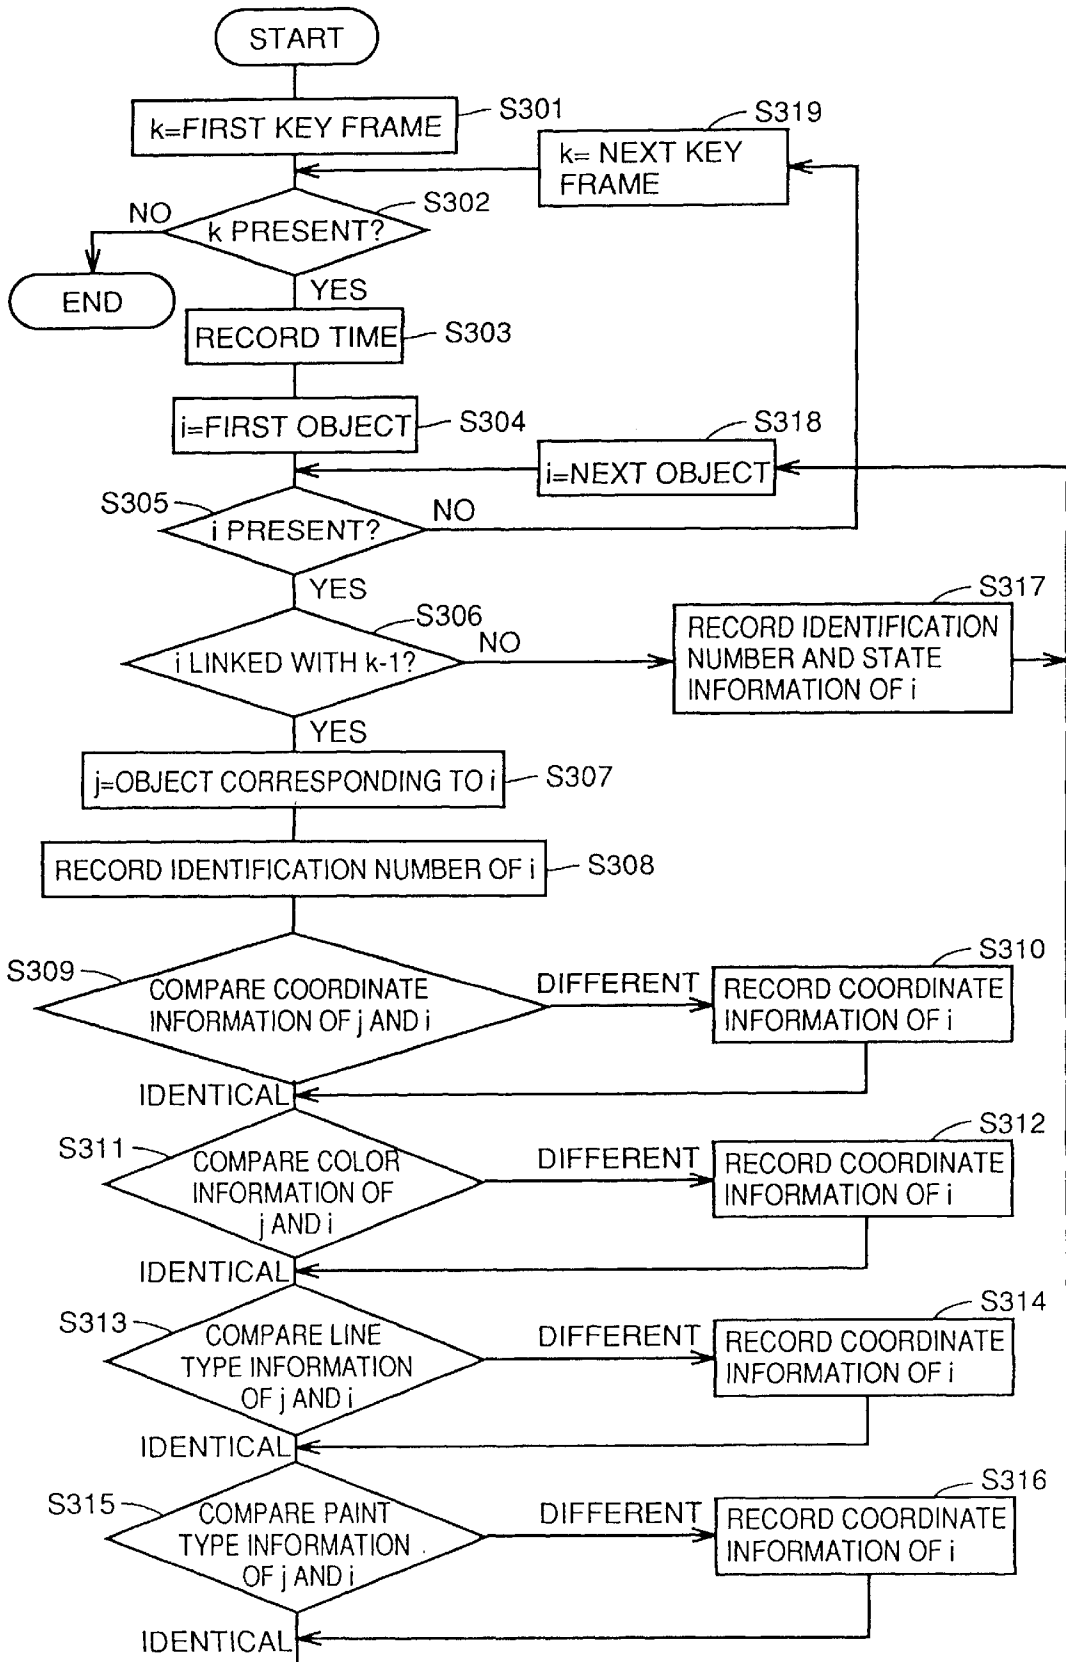 START
k=FIRST KEY FRAME
S301
k= NEXT KEY
FRAME
S319
k PRESENT?
S302
NO
END
YES
RECORD TIME
S303
i=FIRST OBJECT
S304
i=NEXT OBJECT
S318
S305
i PRESENT?
NO
YES
S306
i LINKED WITH k-1?
NO
S317
RECORD IDENTIFICATION
NUMBER AND STATE
INFORMATION OF i
YES
j=OBJECT CORRESPONDING TO i
S307
RECORD IDENTIFICATION NUMBER OF i
S308
S309
COMPARE COORDINATE
INFORMATION OF j AND i
DIFFERENT
S310
RECORD COORDINATE
INFORMATION OF i
IDENTICAL
S311
COMPARE COLOR
INFORMATION OF
j AND i
DIFFERENT
S312
RECORD COORDINATE
INFORMATION OF i
IDENTICAL
S313
COMPARE LINE
TYPE INFORMATION
OF j AND i
DIFFERENT
S314
RECORD COORDINATE
INFORMATION OF i
IDENTICAL
S315
COMPARE PAINT
TYPE INFORMATION
OF j AND i
DIFFERENT
S316
RECORD COORDINATE
INFORMATION OF i
IDENTICAL